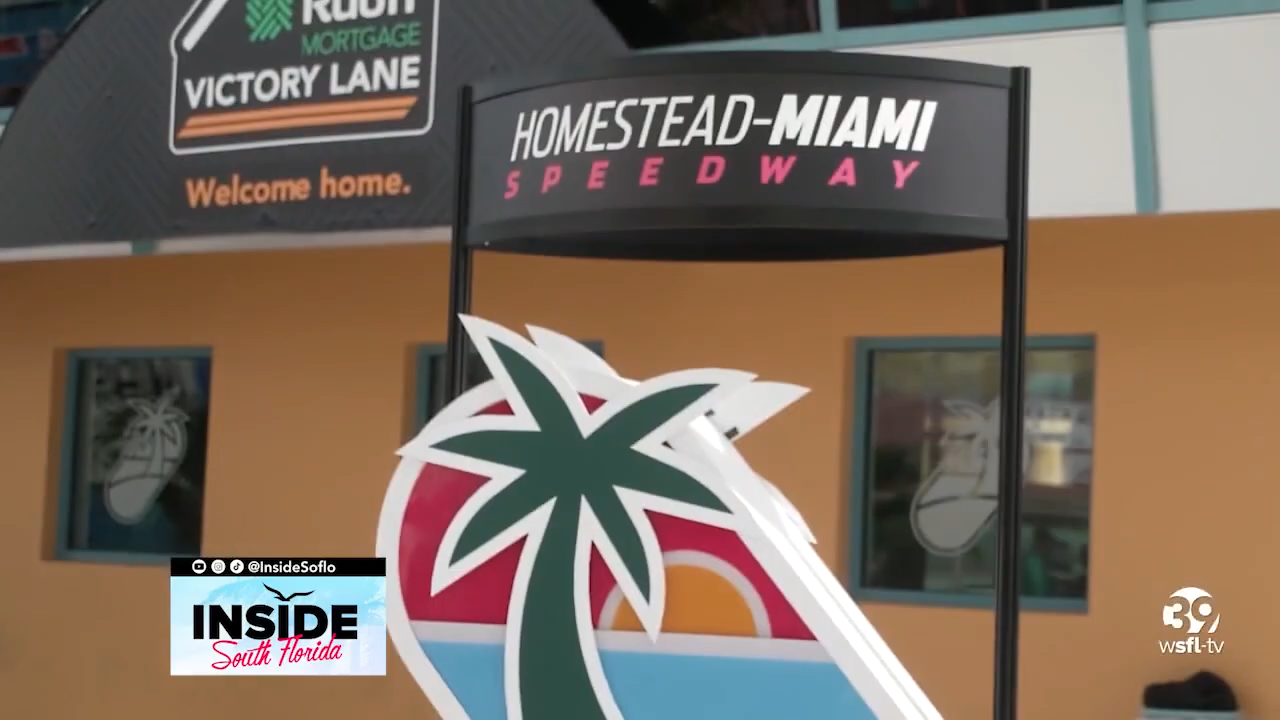 MORTGAGE
VICTORY LANE
Welcome home.
HOMESTEAD-MIAMI
SPEEDWAY
@InsideSoflo
INSIDE
South Florida
39
wsfl-tv